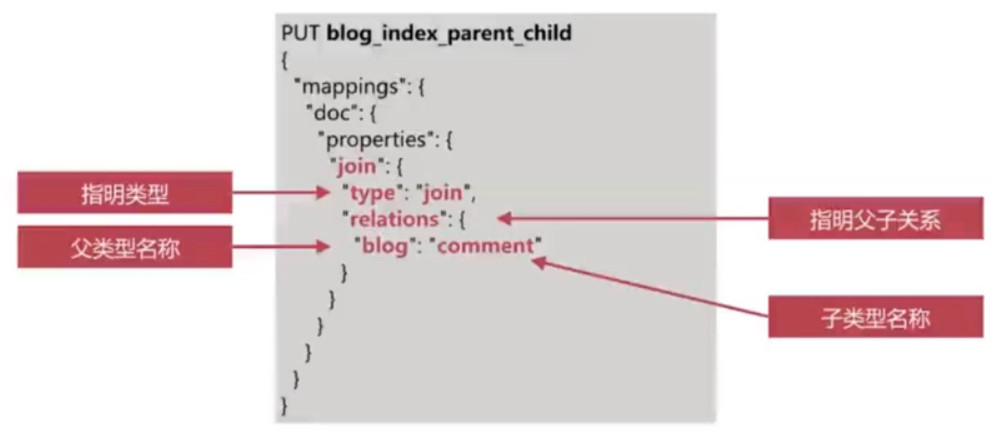 PUT blog_index_parent_child
{
"mappings": {
"doc": {
"properties": {
"join": {
指明类型
"type": "join",
"relations": {
指明父子关系
父类型名称
"blog": "comment"
子类型名称
}
}
}
}
}
}